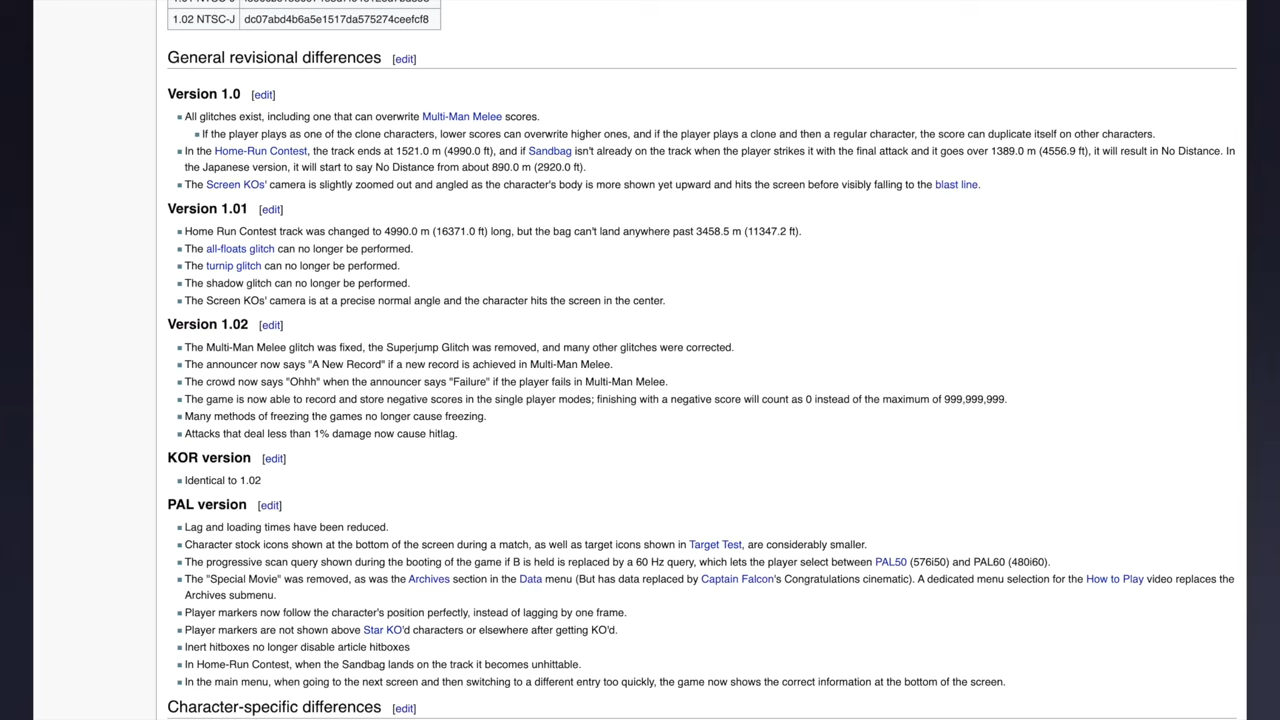 1.02 NTSC-J dc07abd4b6a5e1517da575274ceefcf8
General revisional differences [edit]
Version 1.0 [edit]
All glitches exist, including one that can overwrite Multi-Man Melee scores.
If the player plays as one of the clone characters, lower scores can overwrite higher ones, and if the player plays a clone and then a regular character, the score can duplicate itself on other characters.
In the Home-Run Contest, the track ends at 1521.0 m (4990.0 ft), and if Sandbag isn't already on the track when the player strikes it with the final attack and it goes over 1389.0 m (4556.9 ft), it will result in No Distance. In
the Japanese version, it will start to say No Distance from about 890.0 m (2920.0 ft).
The Screen KOs' camera is slightly zoomed out and angled as the character's body is more shown yet upward and hits the screen before visibly falling to the blast line.
Version 1.01 [edit]
Home Run Contest track was changed to 4990.0 m (16371.0 ft) long, but the bag can't land anywhere past 3458.5 m (11347.2 ft).
The all-floats glitch can no longer be performed.
The turnip glitch can no longer be performed.
The shadow glitch can no longer be performed.
The Screen KOs' camera is at a precise normal angle and the character hits the screen in the center.
Version 1.02 [edit]
The Multi-Man Melee glitch was fixed, the Superjump Glitch was removed, and many other glitches were corrected.
The announcer now says "A New Record" if a new record is achieved in Multi-Man Melee.
The crowd now says "Ohhh" when the announcer says "Failure" if the player fails in Multi-Man Melee.
The game is now able to record and store negative scores in the single player modes; finishing with a negative score will count as 0 instead of the maximum of 999,999,999.
Many methods of freezing the games no longer cause freezing.
Attacks that deal less than 1% damage now cause hitlag.
KOR version [edit]
Identical to 1.02
PAL version [edit]
Lag and loading times have been reduced.
Character stock icons shown at the bottom of the screen during a match, as well as target icons shown in Target Test, are considerably smaller.
The progressive scan query shown during the booting of the game if B is held is replaced by a 60 Hz query, which lets the player select between PAL50 (576i50) and PAL60 (480i60).
The "Special Movie" was removed, as was the Archives section in the Data menu (But has data replaced by Captain Falcon's Congratulations cinematic). A dedicated menu selection for the How to Play video replaces the
Archives submenu.
Player markers now follow the character's position perfectly, instead of lagging by one frame.
Player markers are not shown above Star KO'd characters or elsewhere after getting KO'd.
Inert hitboxes no longer disable article hitboxes
In Home-Run Contest, when the Sandbag lands on the track it becomes unhittable.
In the main menu, when going to the next screen and then switching to a different entry too quickly, the game now shows the correct information at the bottom of the screen.
Character-specific differences [edit]